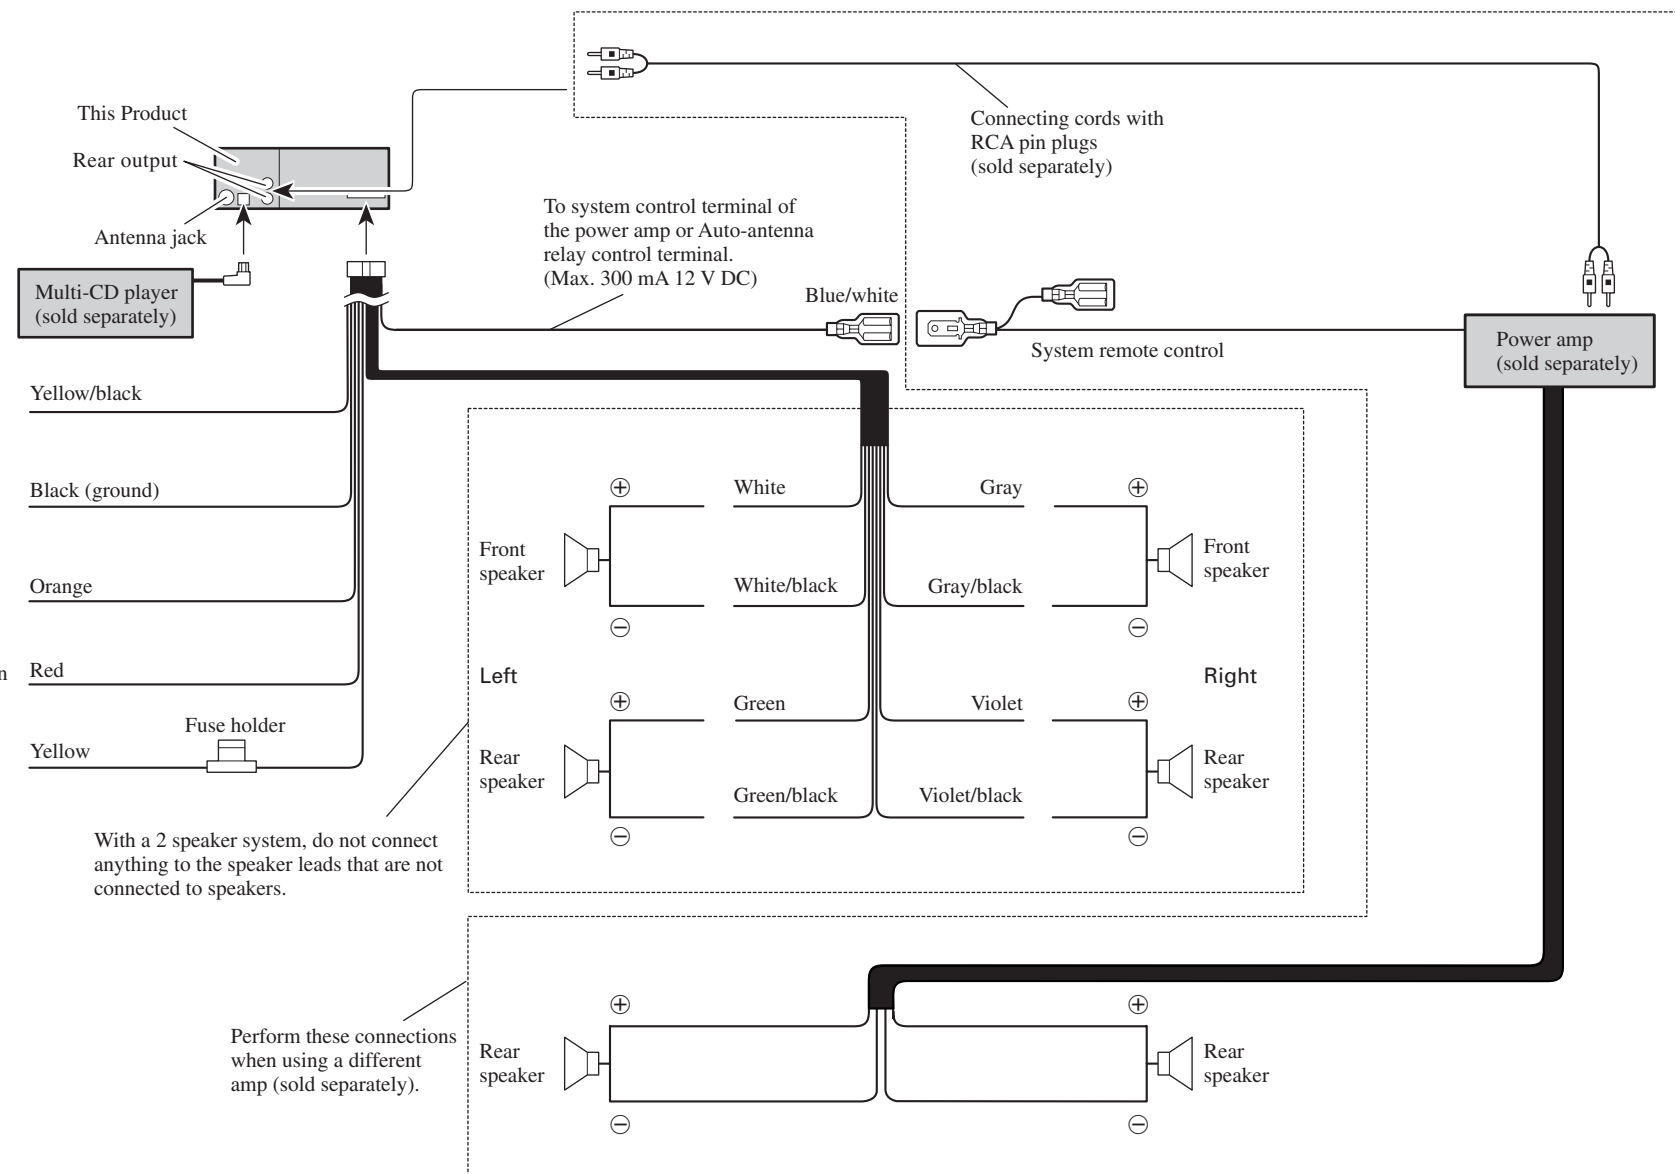 This Product
Rear output
Antenna jack
Multi-CD player
(sold separately)
Connecting cords with
RCA pin plugs
(sold separately)
To system control terminal of
the power amp or Auto-antenna
relay control terminal.
(Max. 300 mA 12 V DC)
Blue/white
System remote control
Power amp
(sold separately)
Yellow/black
Black (ground)
Orange
n
Red
Fuse holder
Yellow
With a 2 speaker system, do not connect
anything to the speaker leads that are not
connected to speakers.
⊕
White
Gray
⊕
Front
speaker
Front
speaker
White/black
Gray/black
⊖
⊖
Left
Right
⊕
Green
Violet
⊕
Rear
speaker
Rear
speaker
Green/black
Violet/black
⊖
⊖
Perform these connections
when using a different
amp (sold separately).
⊕
⊕
Rear
speaker
Rear
speaker
⊖
⊖